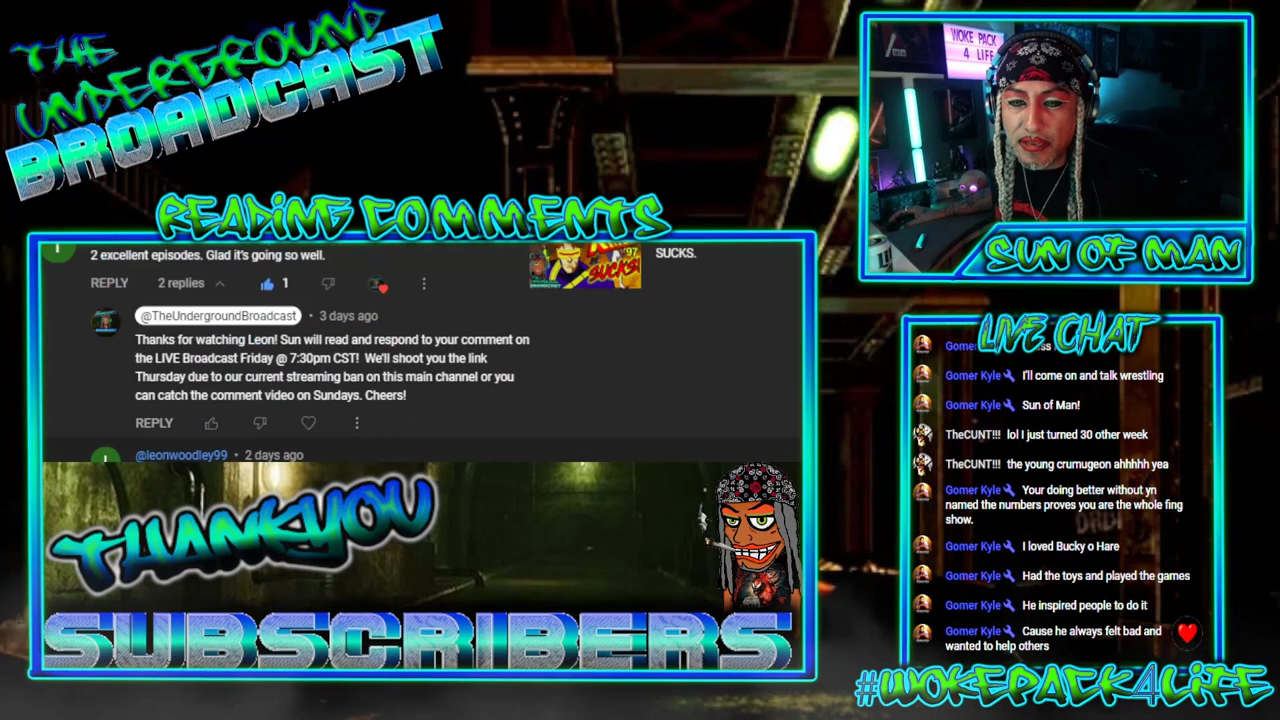 THE
UNDERGROUND
BROADCAST
WOKE PACK
4 LIFE
SUN OF MAN
READING COMMENTS
2 excellent episodes. Glad it's going so well.
'97
SUCKS!
SUCKS.
REPLY 2 replies 1
@TheUndergroundBroadcast • 3 days ago
Thanks for watching Leon! Sun will read and respond to your comment on
the LIVE Broadcast Friday @ 7:30pm CST! We'll shoot you the link
Thursday due to our current streaming ban on this main channel or you
can catch the comment video on Sundays. Cheers!
REPLY
@leonwoodley99 • 2 days ago
THANKYOU
SUBSCRIBERS
LIVE CHAT
Gomer Kyle I'll come on and talk wrestling
Gomer Kyle Sun of Man!
TheCUNT!!! lol I just turned 30 other week
TheCUNT!!! the young crumugeon ahhhhh yea
Gomer Kyle Your doing better without yn
named the numbers proves you are the whole fing
show.
Gomer Kyle I loved Bucky o Hare
Gomer Kyle Had the toys and played the games
Gomer Kyle He inspired people to do it
Gomer Kyle Cause he always felt bad and
wanted to help others
#WOKEPACK4LIFE